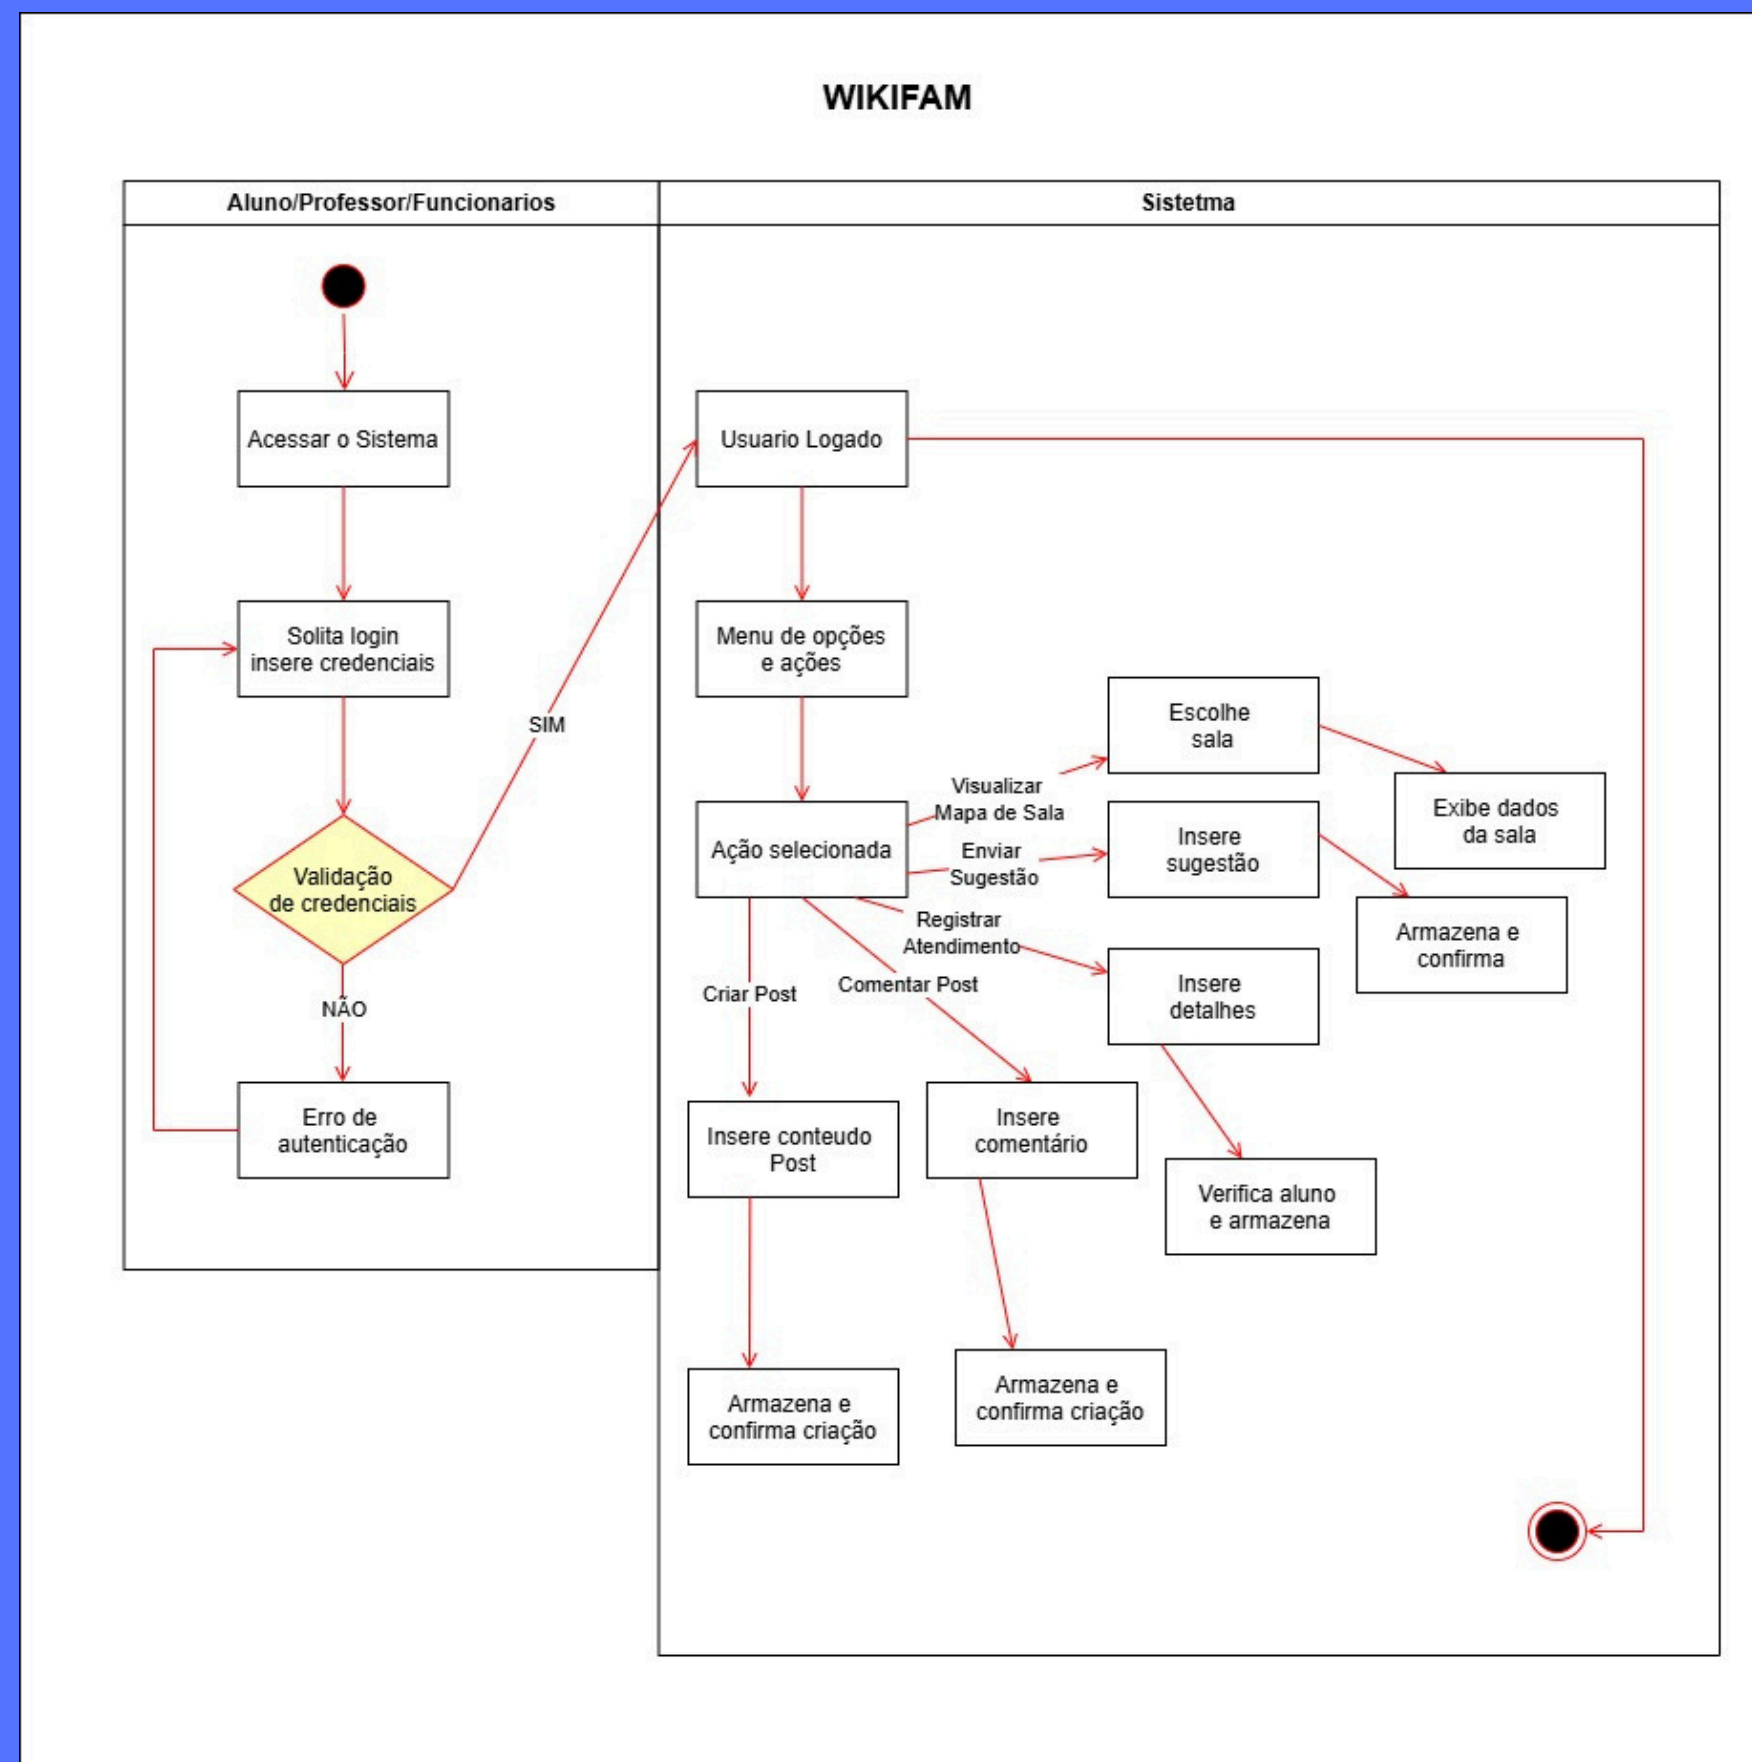 WIKIFAM
Aluno/Professor/Funcionarios
Sistetma
Acessar o Sistema
Solita login
insere credenciais
Validação
de credenciais
SIM
NÃO
Erro de
autenticação
Usuario Logado
Menu de opções
e ações
Ação selecionada
Visualizar
Mapa de Sala
Escolhe
sala
Exibe dados
da sala
Enviar
Sugestão
Insere
sugestão
Armazena e
confirma
Registrar
Atendimento
Insere
detalhes
Verifica aluno
e armazena
Comentar Post
Insere
comentário
Armazena e
confirma criação
Criar Post
Insere conteudo
Post
Armazena e
confirma criação